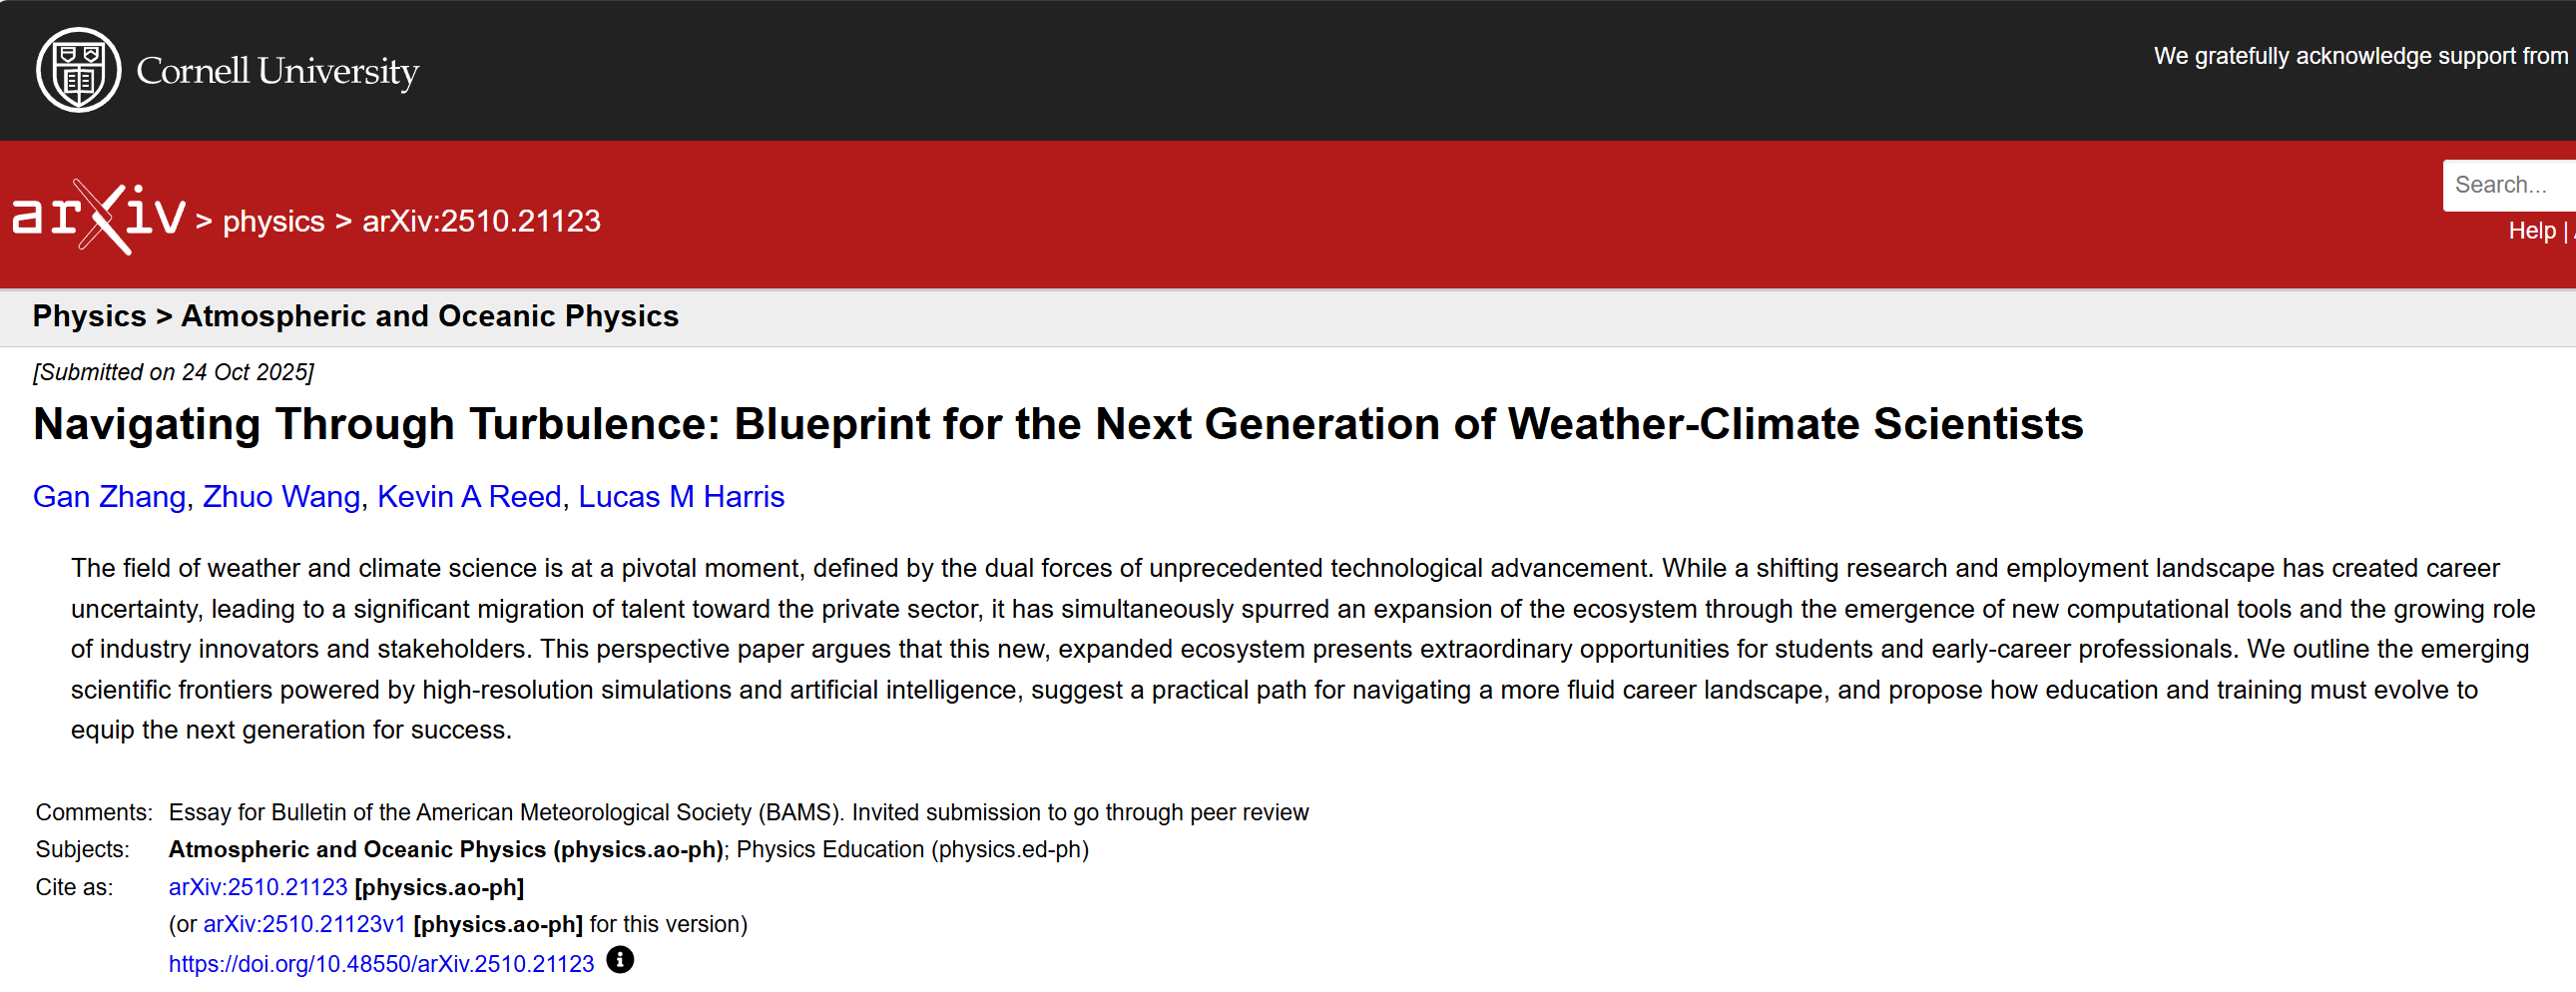 Cornell University
We gratefully acknowledge support from
arXiv > physics > arXiv:2510.21123
Search...
Help |
Physics > Atmospheric and Oceanic Physics
[Submitted on 24 Oct 2025]
Navigating Through Turbulence: Blueprint for the Next Generation of Weather-Climate Scientists
Gan Zhang, Zhuo Wang, Kevin A Reed, Lucas M Harris
The field of weather and climate science is at a pivotal moment, defined by the dual forces of unprecedented technological advancement. While a shifting research and employment landscape has created career
uncertainty, leading to a significant migration of talent toward the private sector, it has simultaneously spurred an expansion of the ecosystem through the emergence of new computational tools and the growing role
of industry innovators and stakeholders. This perspective paper argues that this new, expanded ecosystem presents extraordinary opportunities for students and early-career professionals. We outline the emerging
scientific frontiers powered by high-resolution simulations and artificial intelligence, suggest a practical path for navigating a more fluid career landscape, and propose how education and training must evolve to
equip the next generation for success.
Comments: Essay for Bulletin of the American Meteorological Society (BAMS). Invited submission to go through peer review
Subjects: Atmospheric and Oceanic Physics (physics.ao-ph); Physics Education (physics.ed-ph)
Cite as: arXiv:2510.21123 [physics.ao-ph]
(or arXiv:2510.21123v1 [physics.ao-ph] for this version)
https://doi.org/10.48550/arXiv.2510.21123